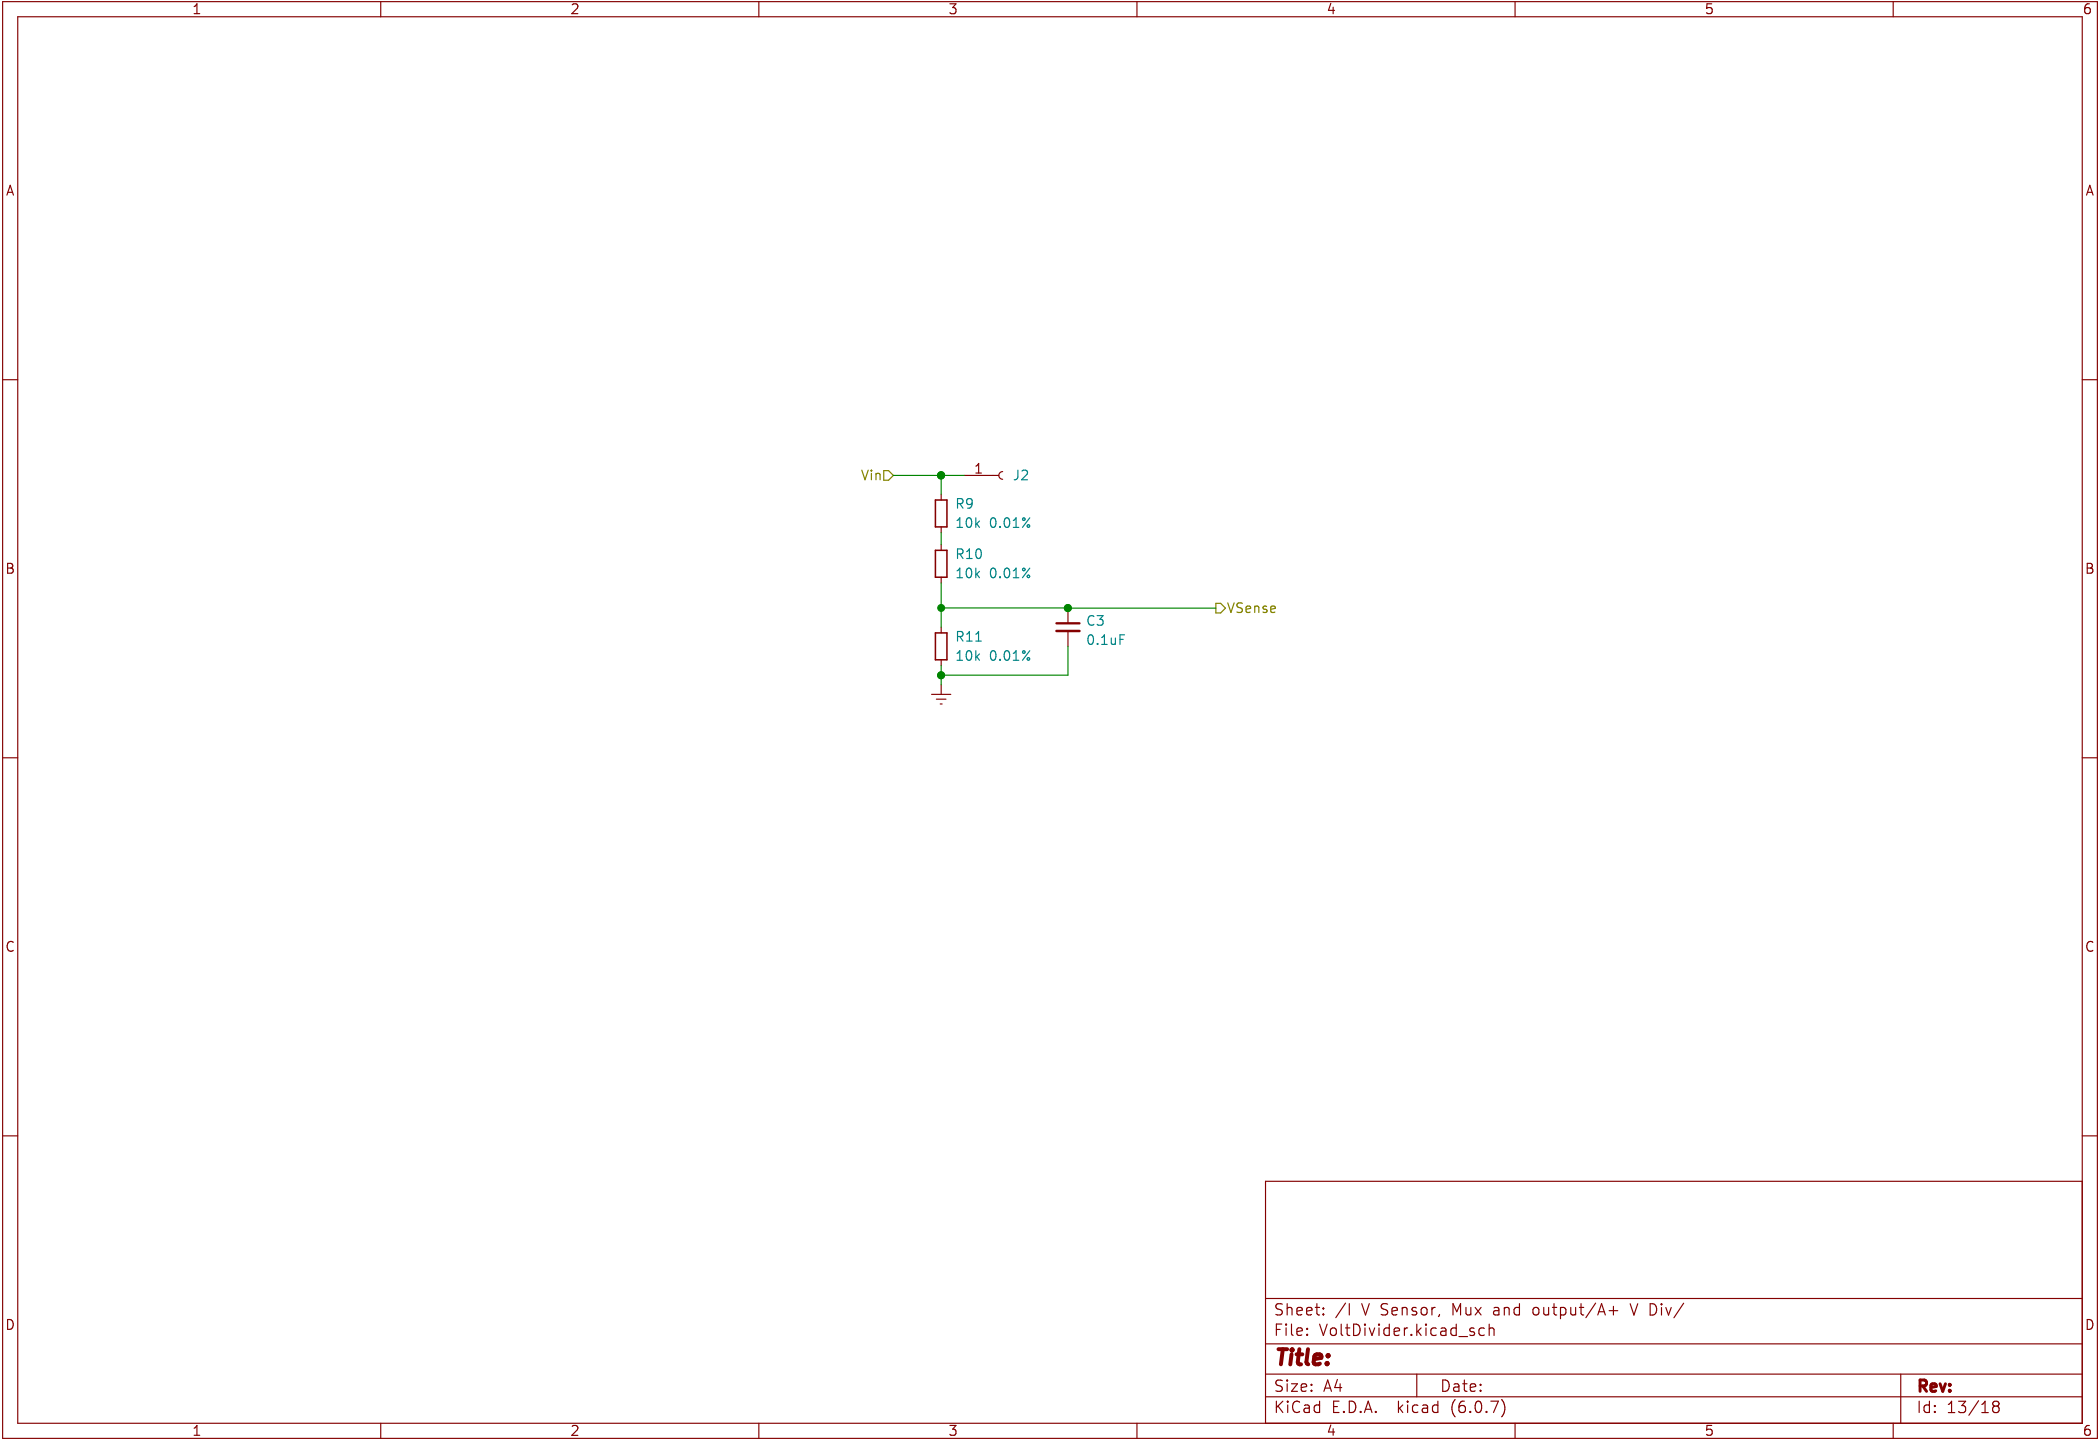 1 2 3 4 5 6
A A
Vin 1 J2
R9
10k 0.01%
R10
10k 0.01%
B B
VSense
C3
0.1uF
R11
10k 0.01%
C C
Sheet: /I V Sensor, Mux and output/A+ V Div/
D D
File: VoltDivider.kicad_sch
Title:
Size: A4 Date: Rev:
KiCad E.D.A. kicad (6.0.7) Id: 13/18
1 2 3 4 5 6